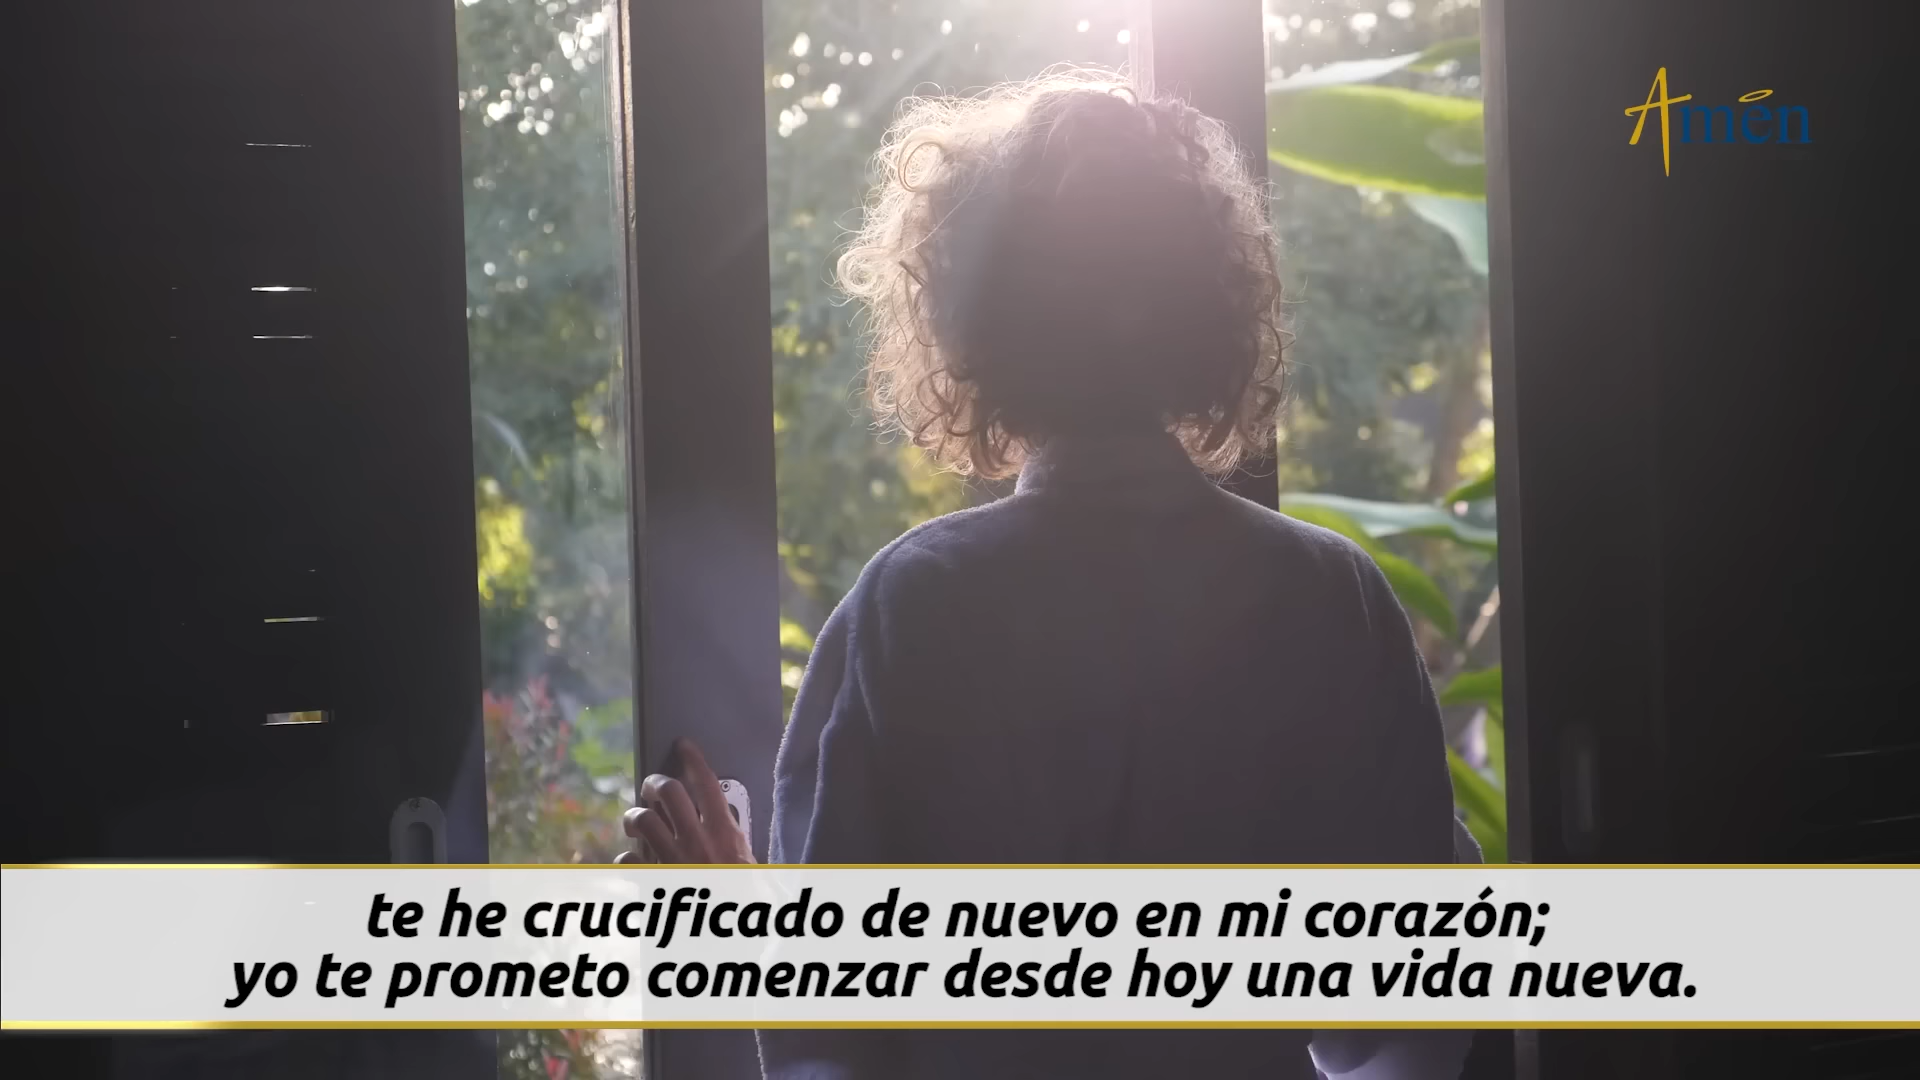 Amén
te he crucificado de nuevo en mi corazón;
yo te prometo comenzar desde hoy una vida nueva.